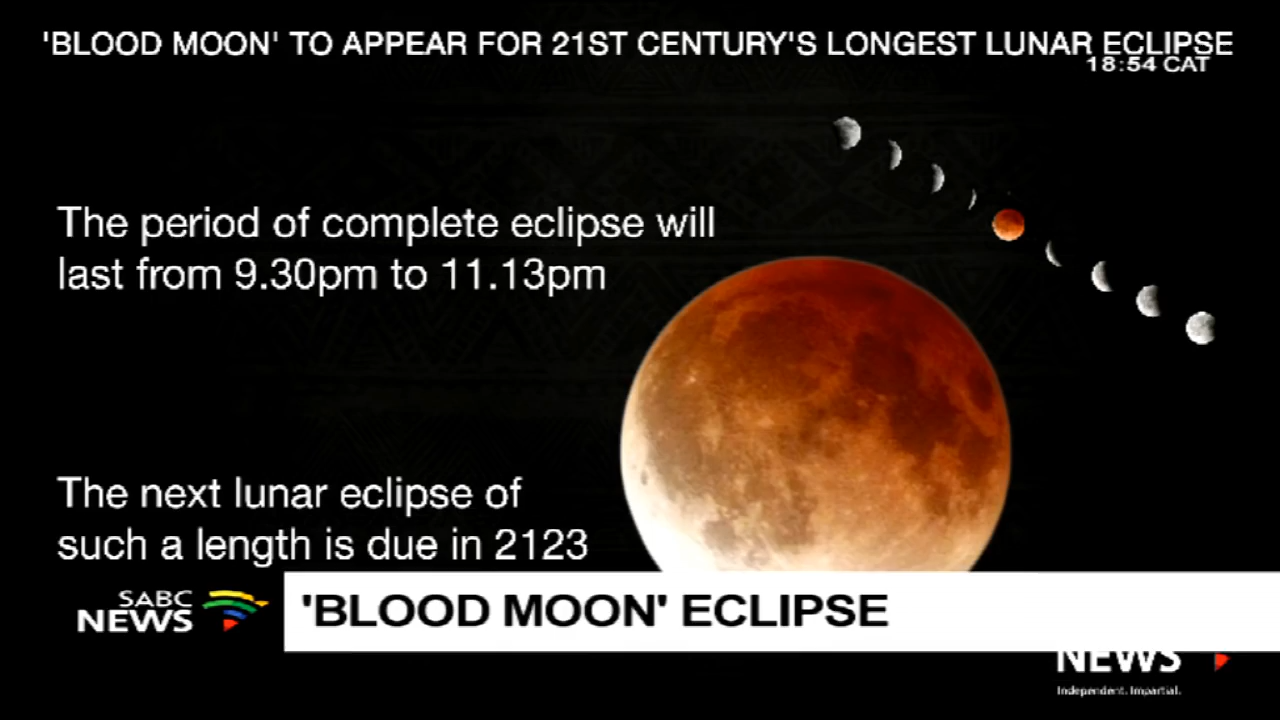 'BLOOD MOON' TO APPEAR FOR 21ST CENTURY'S LONGEST LUNAR ECLIPSE
18:54 CAT
The period of complete eclipse will
last from 9.30pm to 11.13pm
The next lunar eclipse of
such a length is due in 2123
SABC
NEWS
'BLOOD MOON' ECLIPSE
NEWS
Independent. Impartial.